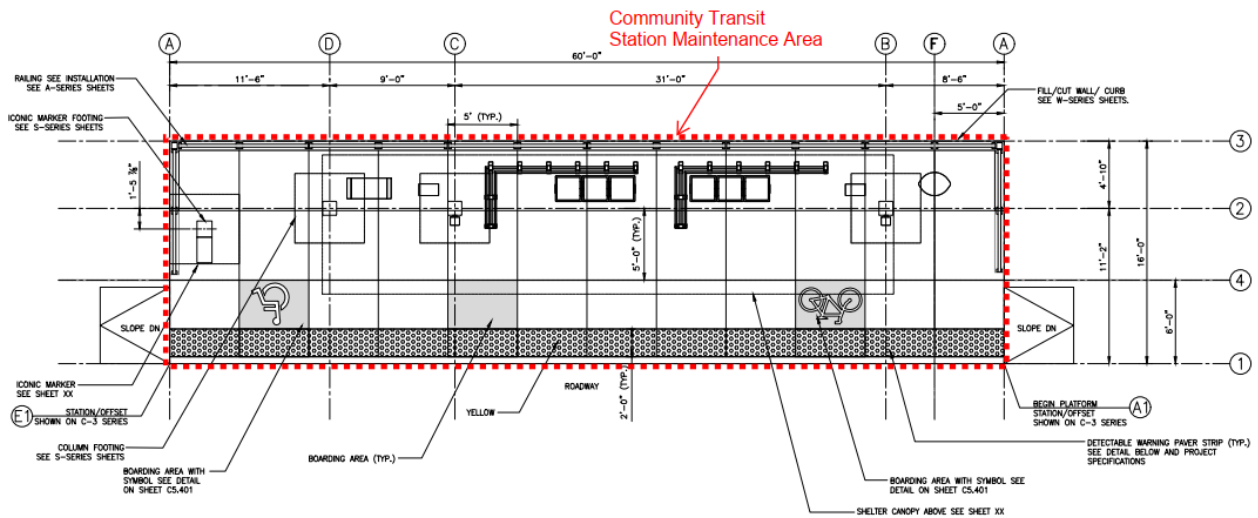 Community Transit
Station Maintenance Area
A
D
C
B
F
A
60'-0"
11'-6"
9'-0"
31'-0"
8'-6"
RAILING SEE INSTALLATION
SEE A-SERIES SHEETS
FILL/CUT WALL/ CURB
SEE W-SERIES SHEETS.
5'-0"
5' (TYP.)
ICONIC MARKER FOOTING
SEE S-SERIES SHEETS
3
1'-5 7/8"
4'-10"
2
5'-0" (TYP.)
11'-2"
16'-0"
4
6'-0"
SLOPE DN
SLOPE DN
1
ROADWAY
2'-0" (TYP.)
YELLOW
ICONIC MARKER
SEE SHEET XX
E1
STATION/OFFSET
SHOWN ON C-3 SERIES
BEGIN PLATFORM
STATION/OFFSET
SHOWN ON C-3 SERIES
A1
COLUMN FOOTING
SEE S-SERIES SHEETS
BOARDING AREA (TYP.)
DETECTABLE WARNING PAVER STRIP (TYP.)
SEE DETAIL BELOW AND PROJECT
SPECIFICATIONS
BOARDING AREA WITH
SYMBOL SEE DETAIL
ON SHEET C5.401
BOARDING AREA WITH SYMBOL SEE
DETAIL ON SHEET C5.401
SHELTER CANOPY ABOVE SEE SHEET XX